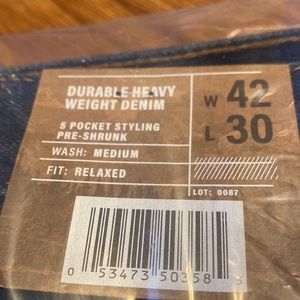 DURABLE HEAVY
WEIGHT DENIM
W 42
L 30
5 POCKET STYLING
PRE-SHRUNK
WASH: MEDIUM
FIT: RELAXED
LOT: 0087
0 53473 50358 5